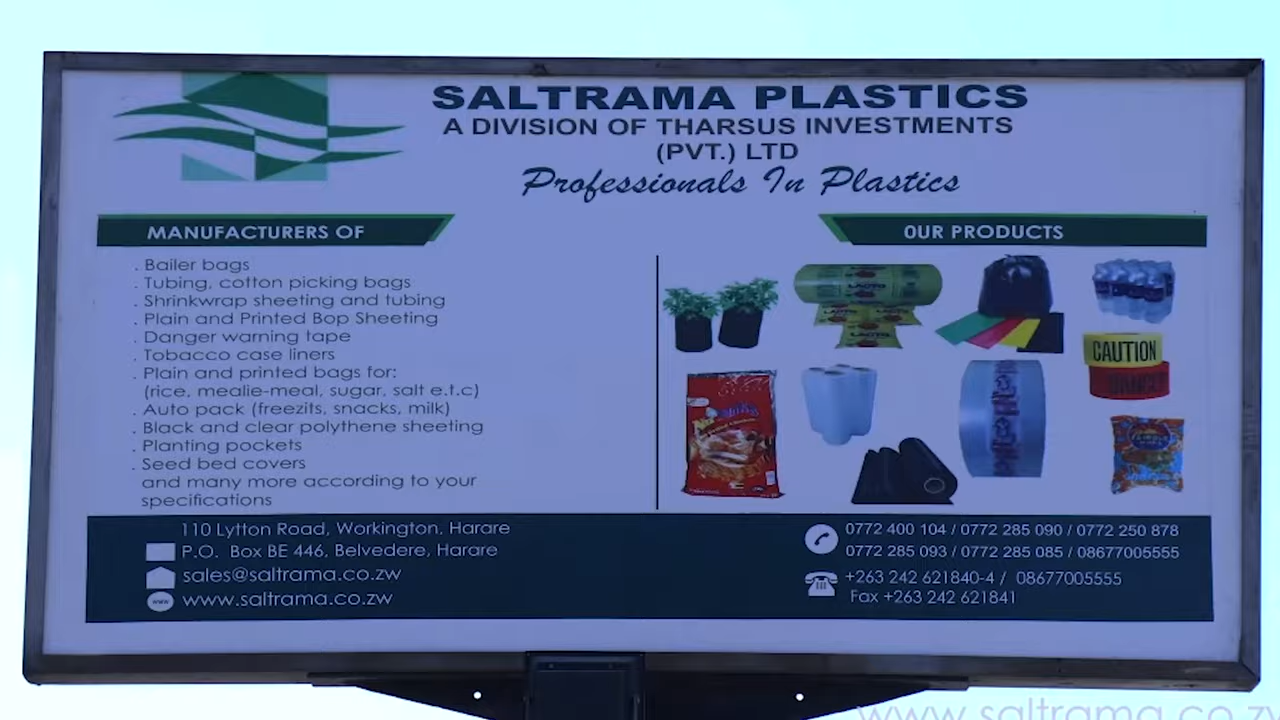 SALTRAMA PLASTICS
A DIVISION OF THARSUS INVESTMENTS
(PVT.) LTD
Professionals In Plastics
MANUFACTURERS OF
. Bailer bags
. Tubing, cotton picking bags
. Shrinkwrap sheeting and tubing
. Plain and Printed Bop Sheeting
. Danger warning tape
. Tobacco case liners
. Plain and printed bags for:
(rice, mealie-meal, sugar, salt e.t.c)
. Auto pack (freezits, snacks, milk)
. Black and clear polythene sheeting
. Planting pockets
. Seed bed covers
and many more according to your
specifications
OUR PRODUCTS
LACTO
LACTO
LACTO
LACTO
CAUTION
DANGER
110 Lytton Road, Workington, Harare
P.O. Box BE 446, Belvedere, Harare
sales@saltrama.co.zw
www
www.saltrama.co.zw
0772 400 104 / 0772 285 090 / 0772 250 878
0772 285 093 / 0772 285 085 / 08677005555
+263 242 621840-4 / 08677005555
Fax +263 242 621841
www.saltrama.co.zw